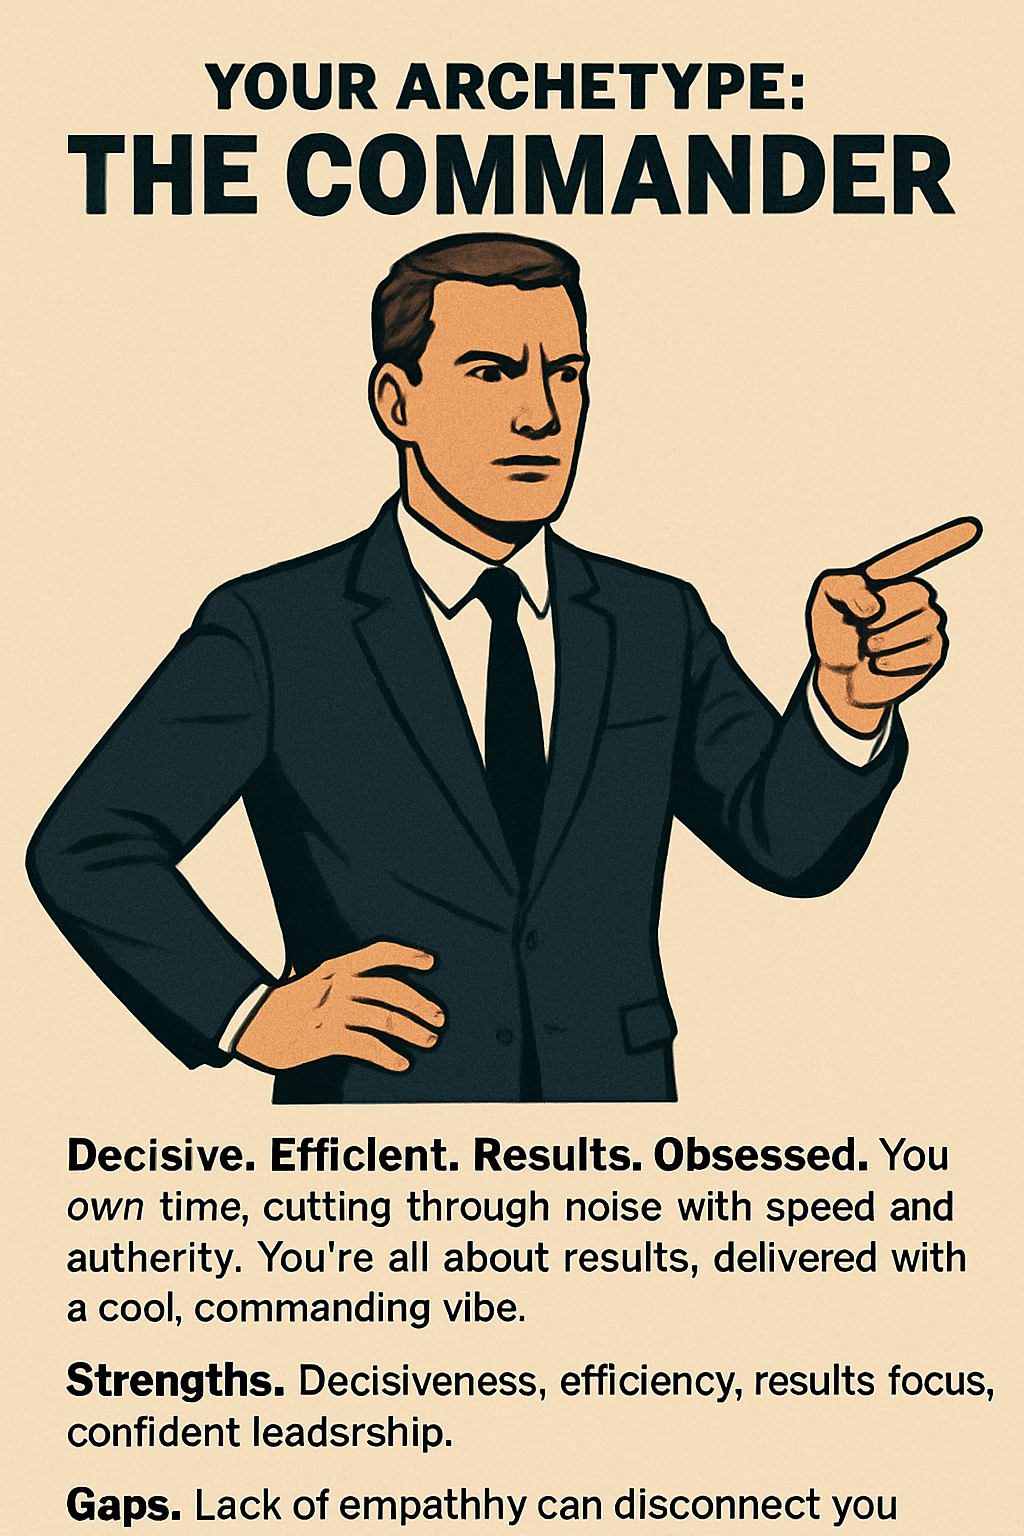 YOUR ARCHETYPE:
THE COMMANDER
Decisive. Efficlent. Results. Obsessed. You
own time, cutting through noise with speed and
autherity. You're all about results, delivered with
a cool, commanding vibe.
Strengths. Decisiveness, efficiency, results focus,
confident leadsrship.
Gaps. Lack of empathhy can disconnect you